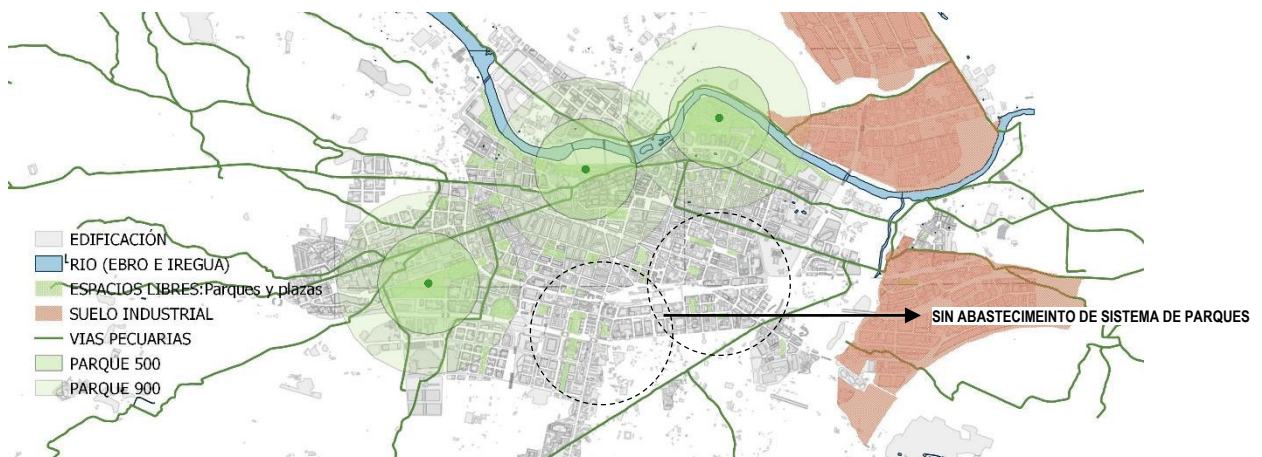 EDIFICACIÓN
RIO (EBRO E IREGUA)
ESPACIOS LIBRES:Parques y plazas
SUELO INDUSTRIAL
VIAS PECUARIAS
PARQUE 500
PARQUE 900
SIN ABASTECIMEINTO DE SISTEMA DE PARQUES